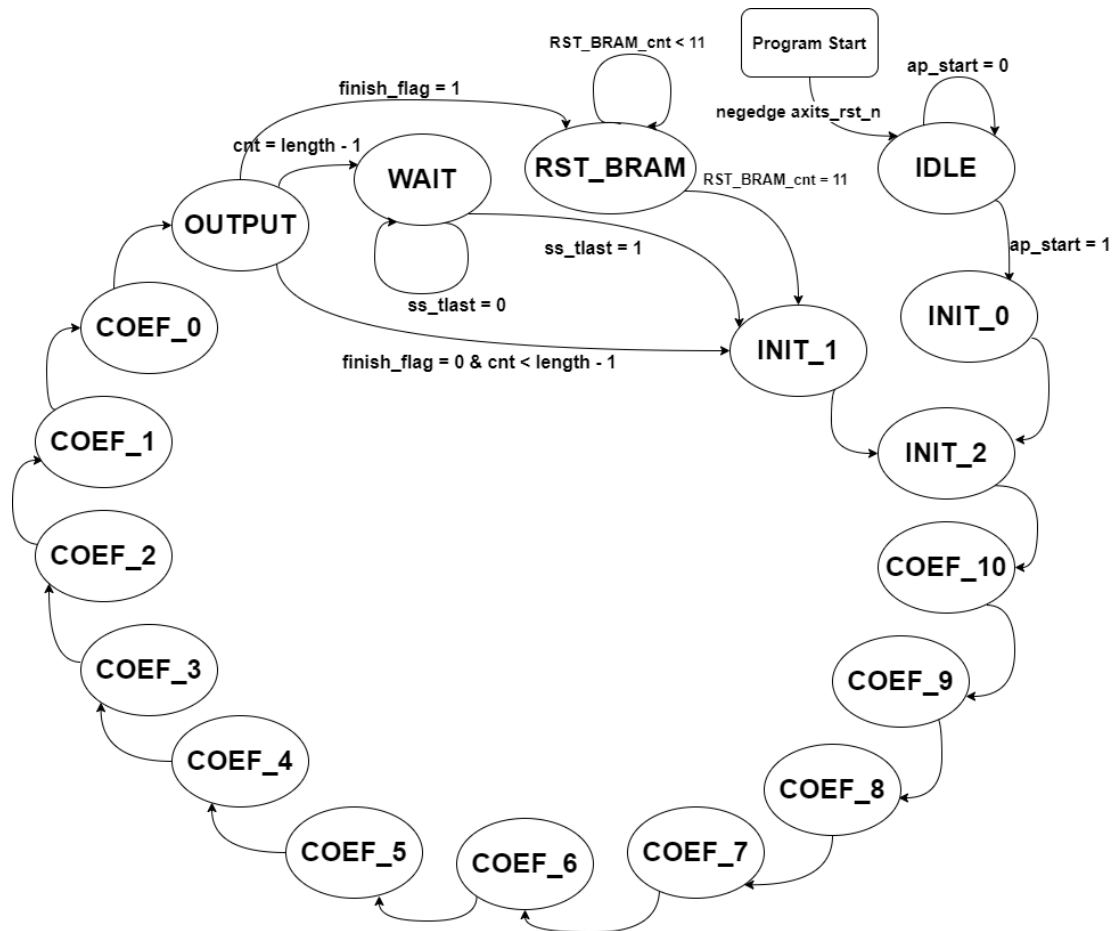 Program Start
RST_BRAM_cnt < 11
ap_start = 0
finish_flag = 1
negedge axits_rst_n
cnt = length - 1
WAIT
RST_BRAM
IDLE
RST_BRAM_cnt = 11
OUTPUT
ss_tlast = 1
ap_start = 1
ss_tlast = 0
COEF_0
INIT_0
INIT_1
finish_flag = 0 & cnt < length - 1
COEF_1
INIT_2
COEF_2
COEF_10
COEF_3
COEF_9
COEF_4
COEF_8
COEF_5
COEF_6
COEF_7